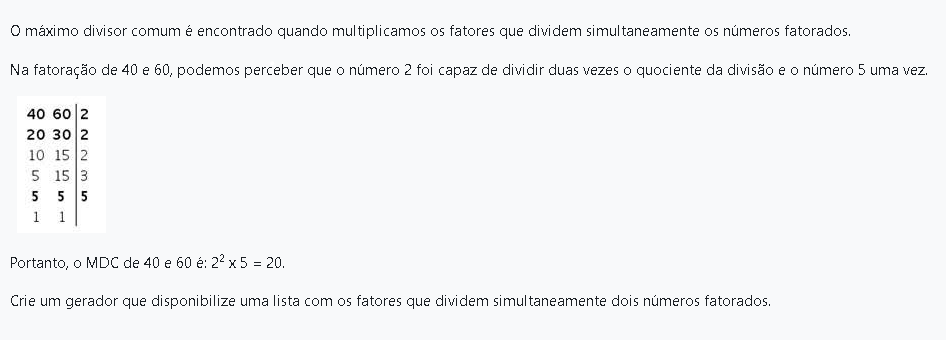 O máximo divisor comum é encontrado quando multiplicamos os fatores que dividem simultaneamente os números fatorados.
Na fatoração de 40 e 60, podemos perceber que o número 2 foi capaz de dividir duas vezes o quociente da divisão e o número 5 uma vez.
40 60 | 2
20 30 | 2
10 15 | 2
5 15 | 3
5 5 | 5
1 1 |
Portanto, o MDC de 40 e 60 é: 2² x 5 = 20.
Crie um gerador que disponibilize uma lista com os fatores que dividem simultaneamente dois números fatorados.